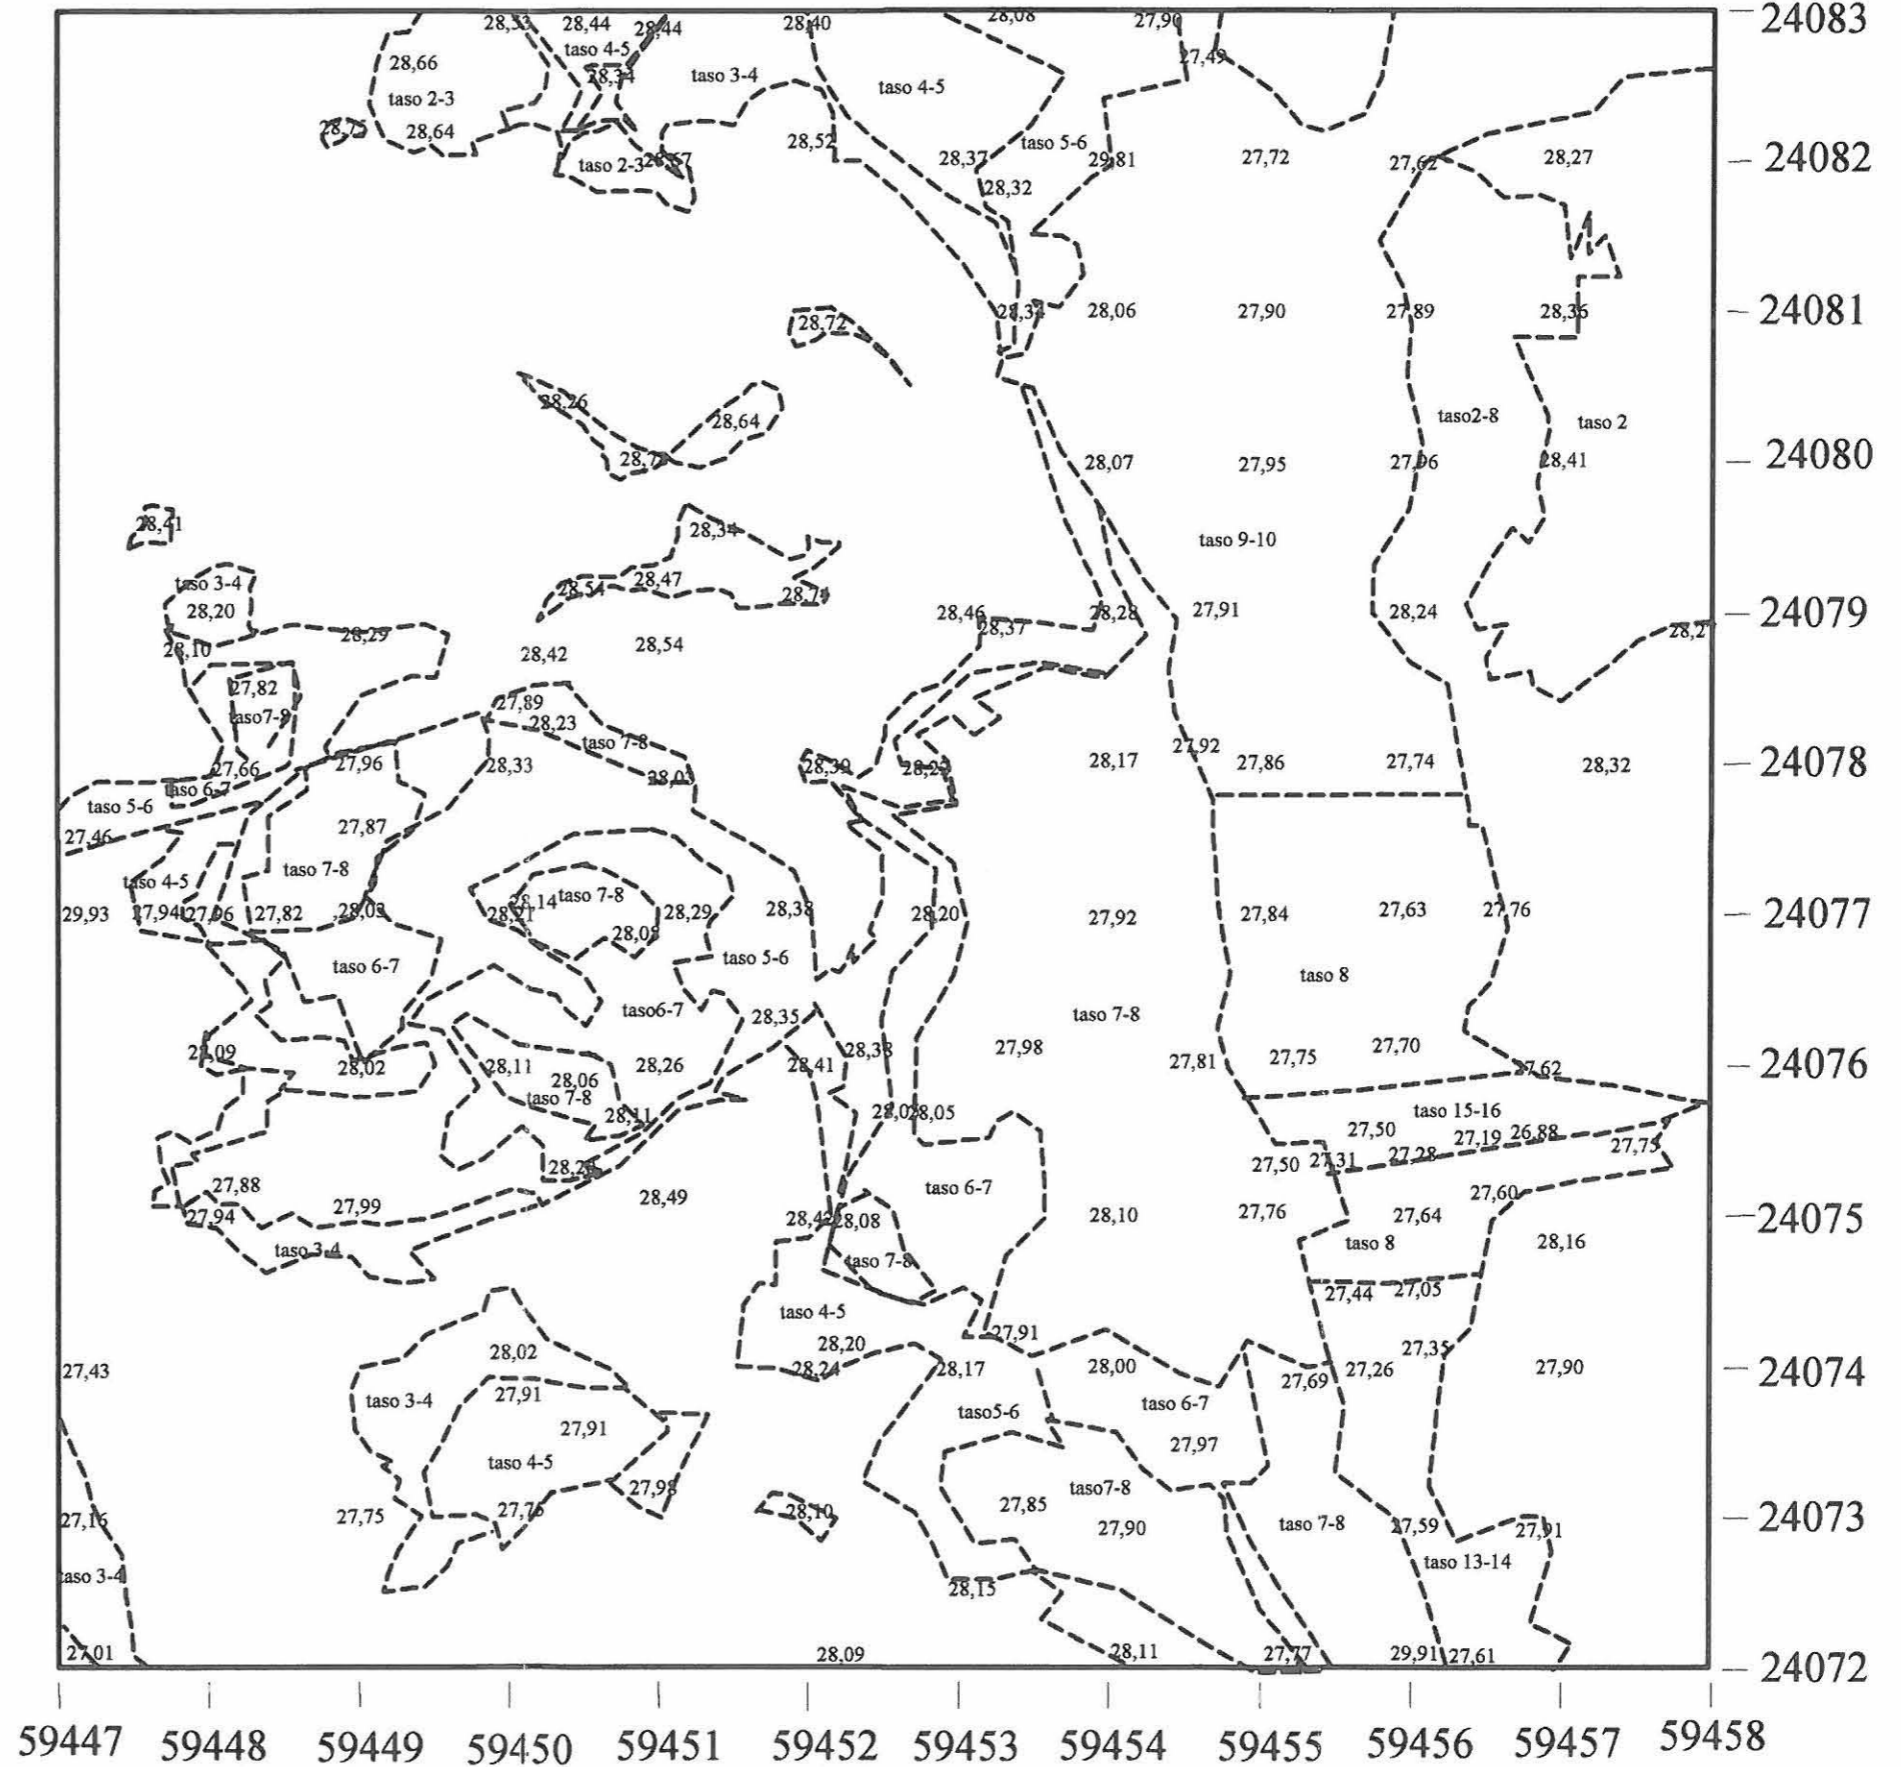 28,53 28,44 28,44 28,40 28,08 27,90 24083
taso 4-5
28,66 28,34 taso 3-4 taso 4-5 27,49
taso 2-3
28,75 28,64 28,52 taso 5-6
taso 2-3 28,67 28,37 29,81 27,72 27,62 28,27 24082
28,32
28,72 28,34 28,06 27,90 27,89 28,36 24081
28,26 28,64 taso2-8 taso 2
28,07 27,95 27,96 28,41 24080
28,41 28,34 taso 9-10
taso 3-4 28,54 28,47
28,20 28,46 28,28 27,91 28,24 24079
28,10 28,29 28,42 28,54 28,37 28,2
27,82 27,89
taso7-8 28,23 taso 7-8 27,92
27,66 27,96 28,33 28,03 28,39 28,17 27,86 27,74 28,32 24078
taso 6-7
taso 5-6
27,46 27,87
taso 4-5 taso 7-8 taso 7-8
29,93 27,94 27,96 27,82 28,03 28,21 28,14 28,29 28,38 28,20 27,92 27,84 27,63 27,76 24077
28,08
taso 6-7 taso 5-6 taso 8
taso6-7 28,35 taso 7-8
28,09 28,02 28,11 28,26 28,41 28,38 27,98 27,81 27,75 27,70 27,62 24076
28,06
taso 7-8 28,11 28,05 taso 15-16
27,50 27,19 26,88 27,75
27,50 27,31 27,28
27,88 28,49 taso 6-7 27,60
27,94 27,99 28,08 28,10 27,76 27,64 24075
taso 3-4 taso 7-8 taso 8 28,16
27,44 27,05
taso 4-5
28,02 28,20 27,91 27,35
27,43 27,91 28,24 28,17 28,00 27,69 27,26 27,90 24074
taso 3-4 27,91 taso5-6 taso 6-7
27,97
taso 4-5 27,98 taso7-8
27,16 27,75 27,75 28,10 27,85 27,90 taso 7-8 27,59 27,91 24073
taso 3-4 28,15 taso 13-14
27,01 28,09 28,11 27,77 29,91 27,61 24072
59447 59448 59449 59450 59451 59452 59453 59454 59455 59456 59457 59458